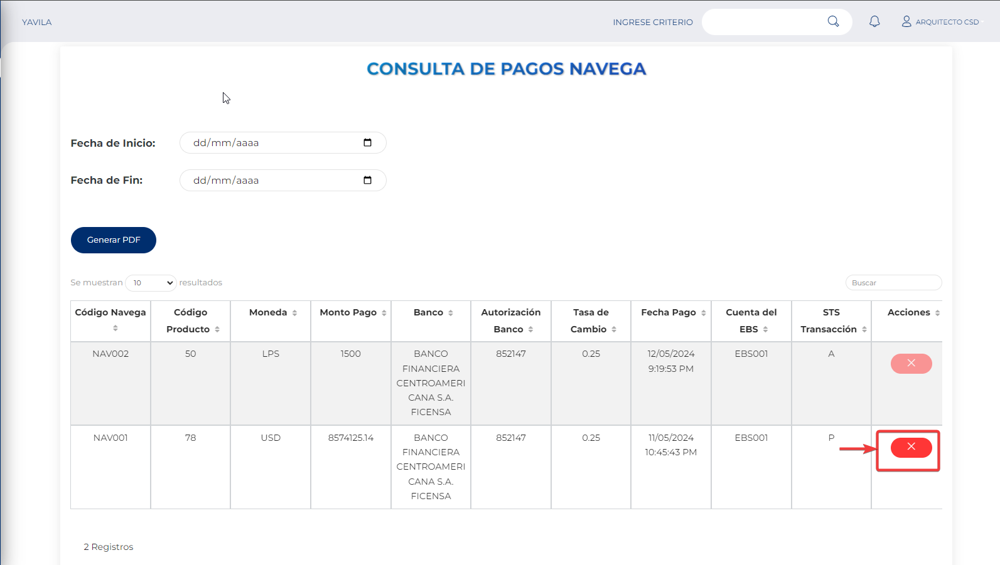 YAVILA
INGRESE CRITERIO
ARQUITECTO CSD
CONSULTA DE PAGOS NAVEGA
Fecha de Inicio:
dd/mm/aaaa
Fecha de Fin:
dd/mm/aaaa
Generar PDF
Se muestran 10 resultados
Buscar
Código Navega
Código
Producto
Moneda
Monto Pago
Banco
Autorización
Banco
Tasa de
Cambio
Fecha Pago
Cuenta del
EBS
STS
Transacción
Acciones
NAV002
50
LPS
1500
BANCO
FINANCIERA
CENTROAMERI
CANA S.A.
FICENSA
852147
0.25
12/05/2024
9:19:53 PM
EBS001
A
NAV001
78
USD
8574125.14
BANCO
FINANCIERA
CENTROAMERI
CANA S.A.
FICENSA
852147
0.25
11/05/2024
10:45:43 PM
EBS001
P
2 Registros